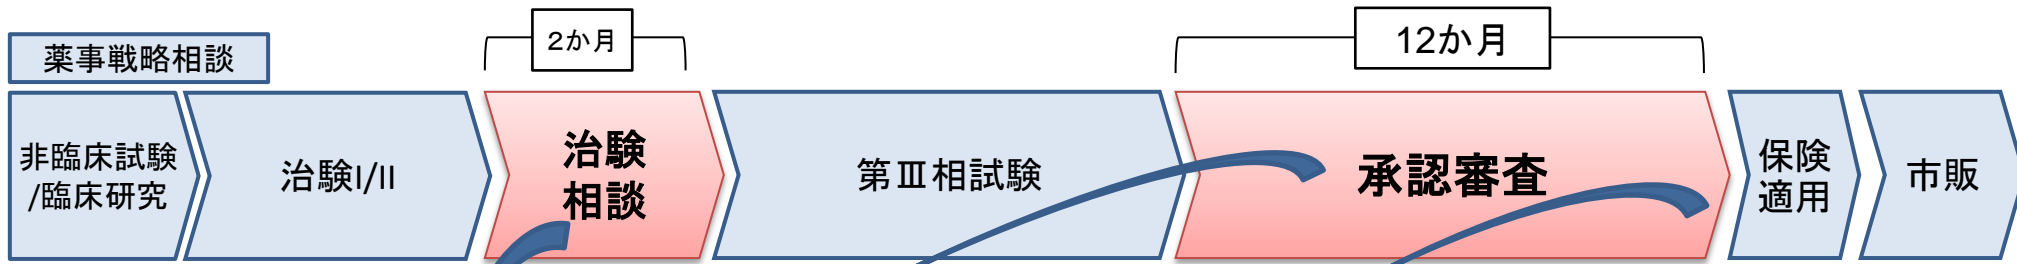 薬事戦略相談
2か月
12か月
非臨床試験
/臨床研究
治験I/II
治験
相談
第Ⅲ相試験
承認審査
保険
適用
市販